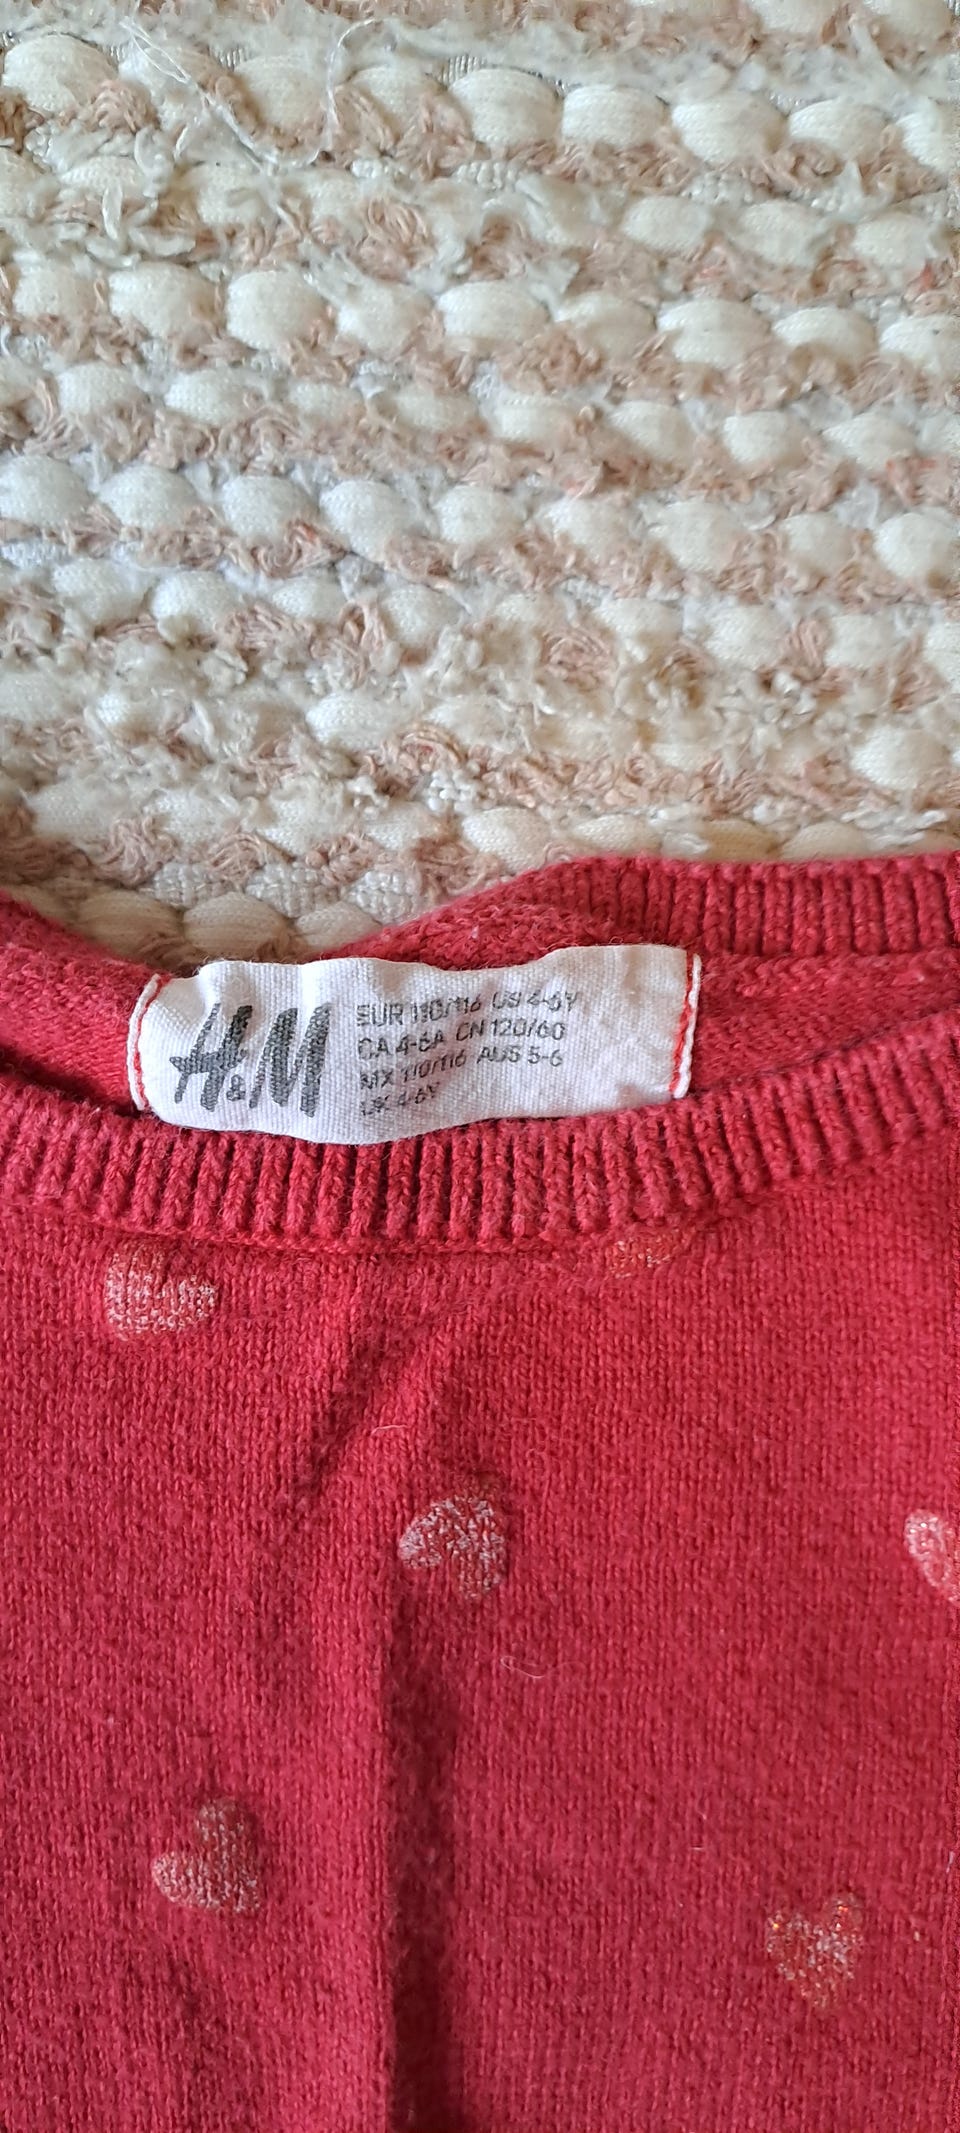 H&M
EUR 110/116 US 4-6Y
CA 4-6A CN 120/60
MX 110/116 AUS 5-6
UK 4-6Y